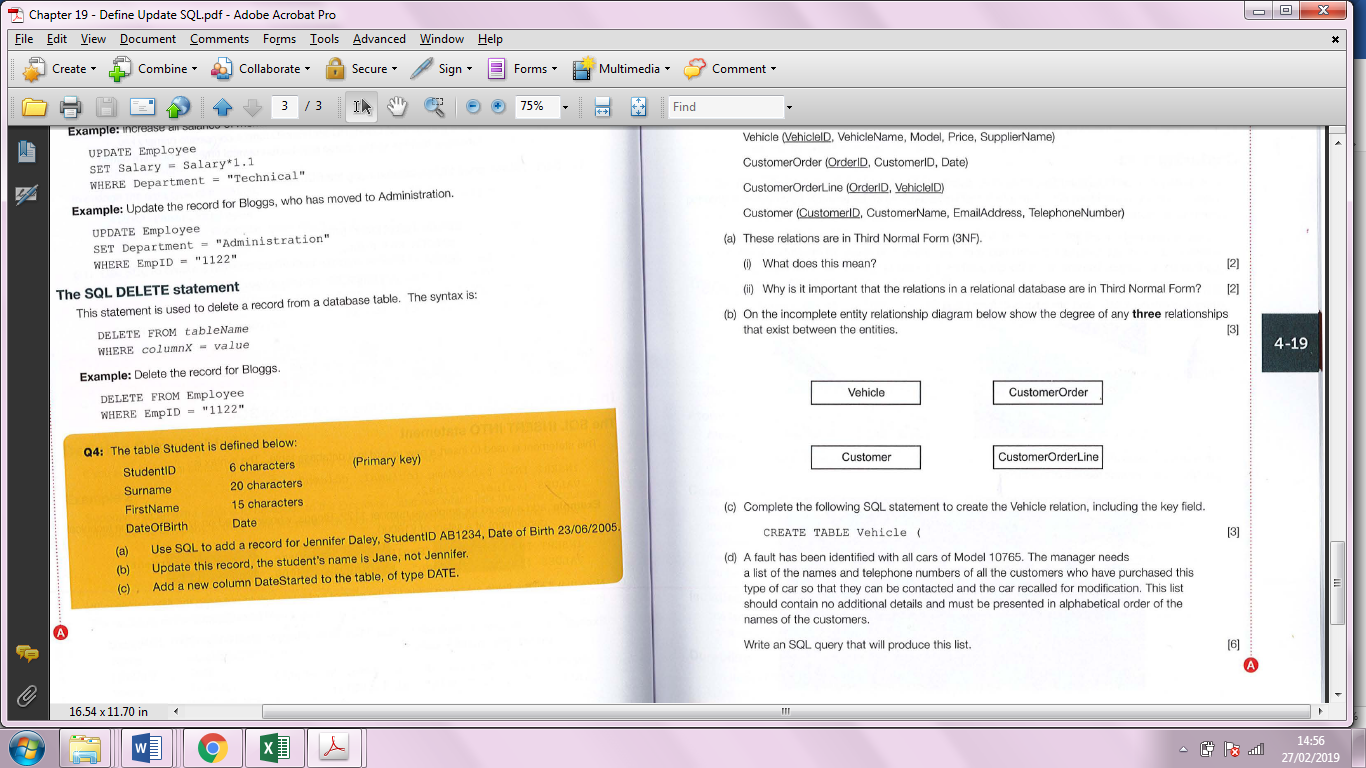 Chapter 19 - Define Update SQL.pdf - Adobe Acrobat Pro
File Edit View Document Comments Forms Tools Advanced Window Help
Create Combine Collaborate Secure Sign Forms Multimedia Comment
3 / 3 75% Find
Example: Increase all salaries of
UPDATE Employee
SET Salary = Salary*1.1
WHERE Department = "Technical"
Example: Update the record for Bloggs, who has moved to Administration.
UPDATE Employee
SET Department = "Administration"
WHERE EmpID = "1122"
The SQL DELETE statement
This statement is used to delete a record from a database table. The syntax is:
DELETE FROM tableName
WHERE columnX = value
Example: Delete the record for Bloggs.
DELETE FROM Employee
WHERE EmpID = "1122"
Q4: The table Student is defined below:
StudentID 6 characters (Primary key)
Surname 20 characters
FirstName 15 characters
DateOfBirth Date
(a) Use SQL to add a record for Jennifer Daley, StudentID AB1234, Date of Birth 23/06/2005.
(b) Update this record, the student's name is Jane, not Jennifer.
(c) Add a new column DateStarted to the table, of type DATE.
A
Vehicle (VehicleID, VehicleName, Model, Price, SupplierName)
CustomerOrder (OrderID, CustomerID, Date)
CustomerOrderLine (OrderID, VehicleID)
Customer (CustomerID, CustomerName, EmailAddress, TelephoneNumber)
(a) These relations are in Third Normal Form (3NF).
(i) What does this mean? [2]
(ii) Why is it important that the relations in a relational database are in Third Normal Form? [2]
(b) On the incomplete entity relationship diagram below show the degree of any three relationships
that exist between the entities. [3]
4-19
Vehicle CustomerOrder
Customer CustomerOrderLine
(c) Complete the following SQL statement to create the Vehicle relation, including the key field.
CREATE TABLE Vehicle ( [3]
(d) A fault has been identified with all cars of Model 10765. The manager needs
a list of the names and telephone numbers of all the customers who have purchased this
type of car so that they can be contacted and the car recalled for modification. This list
should contain no additional details and must be presented in alphabetical order of the
names of the customers.
Write an SQL query that will produce this list. [6]
A
16.54 x 11.70 in
14:56
27/02/2019